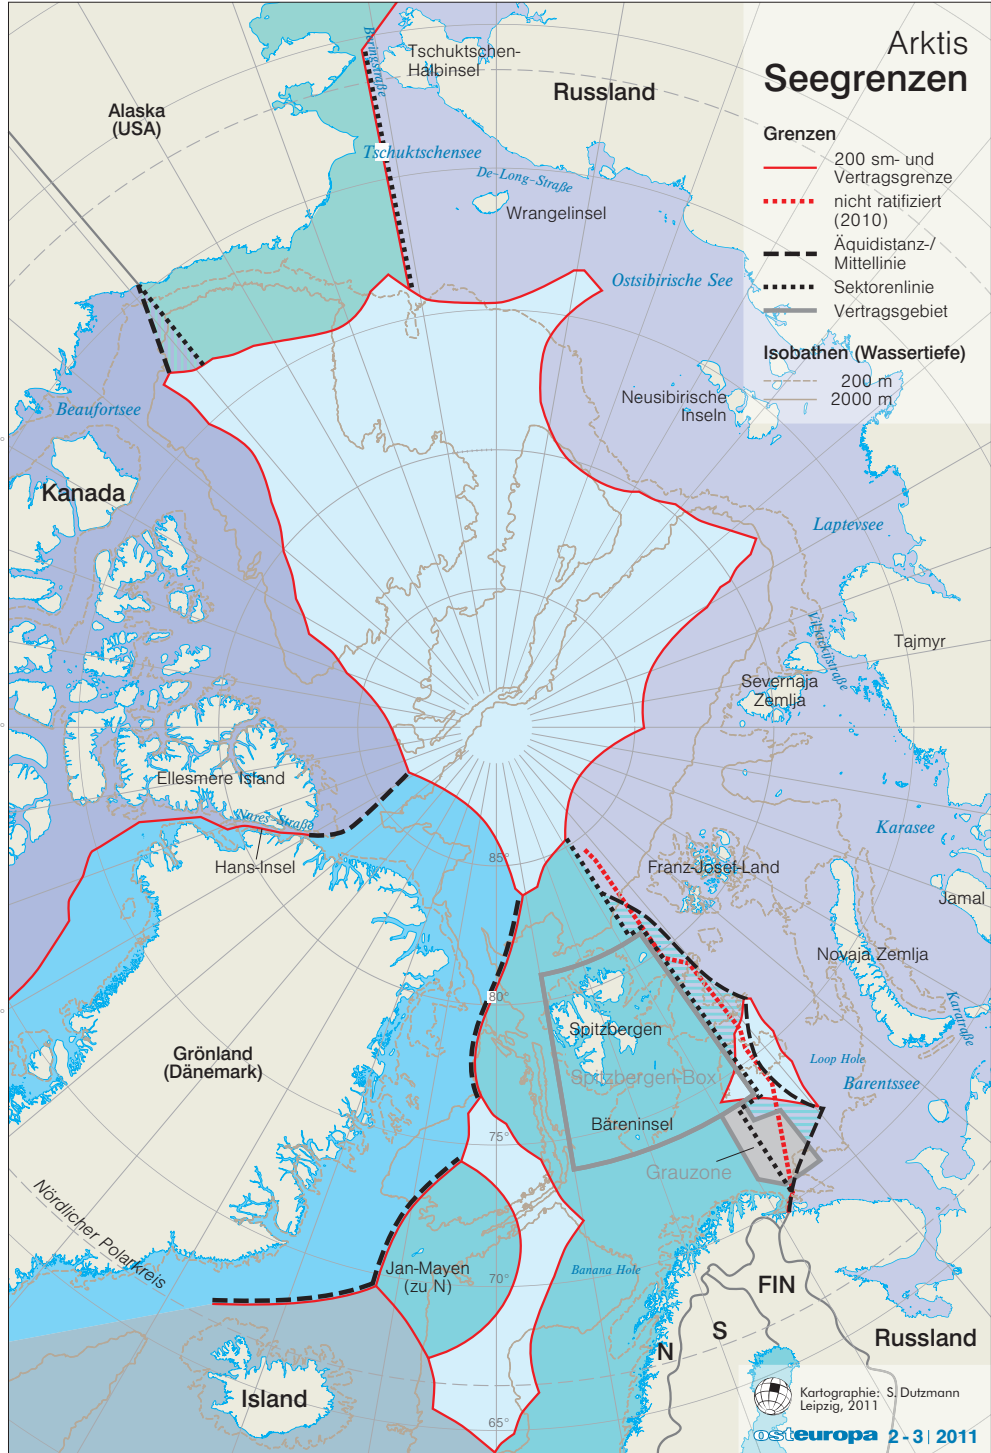 Arktis
Seegrenzen
Grenzen
200 sm- und
Vertragsgrenze
nicht ratifiziert
(2010)
Äquidistanz-/
Mittellinie
Sektorenlinie
Vertragsgebiet
Isobathen (Wassertiefe)
200 m
2000 m
Beringstraße
Tschuktschen-
Halbinsel
Russland
Alaska
(USA)
Tschuktschensee
De-Long-Straße
Wrangelinsel
Ostsibirische See
Neusibirische
Inseln
Beaufortsee
Kanada
Laptevsee
Vilkickijstraße
Tajmyr
Severnaja
Zemlja
Ellesmere Island
Nares-Straße
Hans-Insel
Karasee
85°
Franz-Josef-Land
Jamal
Novaja Zemlja
80°
Karastraße
Spitzbergen
Grönland
(Dänemark)
Loop Hole
Spitzbergen-Box
Barentssee
Bäreninsel
75°
Grauzone
Nördlicher Polarkreis
Jan-Mayen
(zu N)
70°
Banana Hole
FIN
S
N
Russland
Island
65°
Kartographie: S. Dutzmann
Leipzig, 2011
osteuropa 2 - 3 | 2011